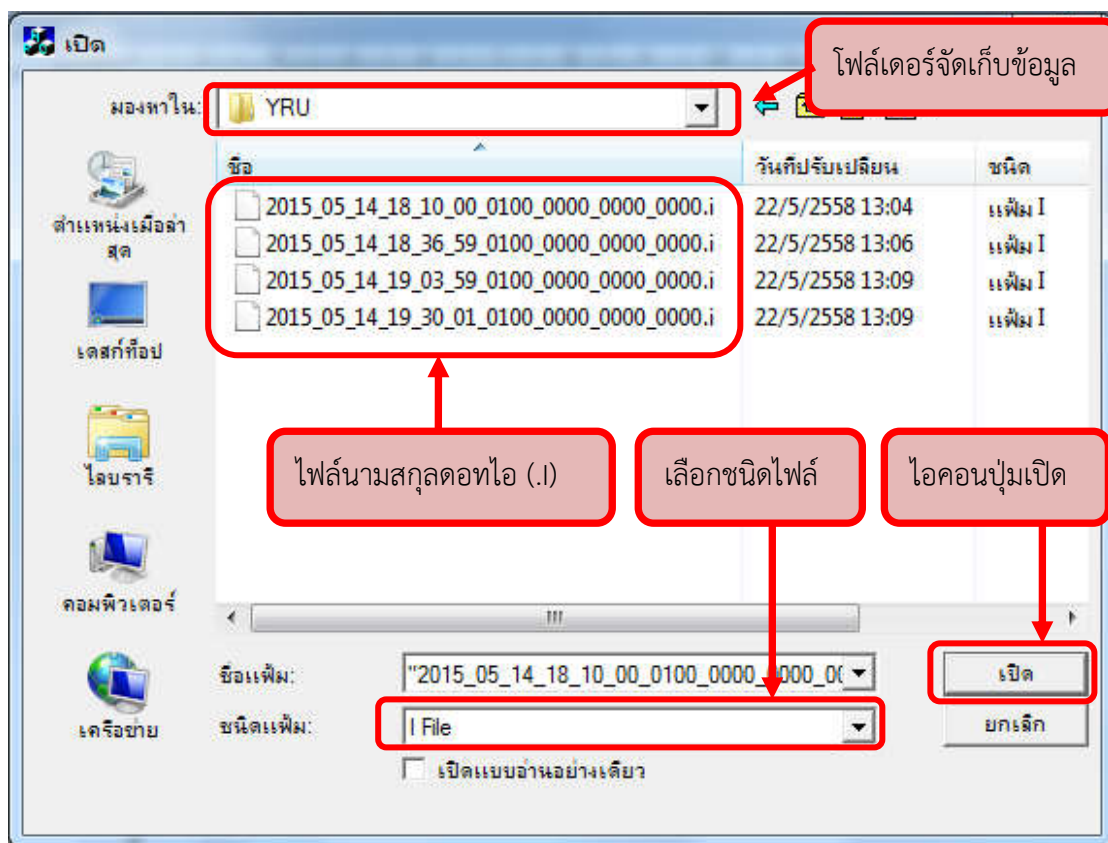 เปิด
โฟล์เดอร์จัดเก็บข้อมูล
มองหาใน:
YRU
ชื่อ วันที่ปรับเปลี่ยน ชนิด
2015_05_14_18_10_00_0100_0000_0000_0000.i 22/5/2558 13:04 แฟ้ม I
2015_05_14_18_36_59_0100_0000_0000_0000.i 22/5/2558 13:06 แฟ้ม I
2015_05_14_19_03_59_0100_0000_0000_0000.i 22/5/2558 13:09 แฟ้ม I
2015_05_14_19_30_01_0100_0000_0000_0000.i 22/5/2558 13:09 แฟ้ม I
ตำแหน่งเมื่อล่า
สุด
เดสก์ท็อป
ไลบรารี
คอมพิวเตอร์
เครือข่าย
ไฟล์นามสกุลดอทไอ (.I)
เลือกชนิดไฟล์
ไอคอนปุ่มเปิด
ชื่อแฟ้ม: "2015_05_14_18_10_00_0100_0000_0000_00 เปิด
ชนิดแฟ้ม: I File ยกเลิก
เปิดแบบอ่านอย่างเดียว